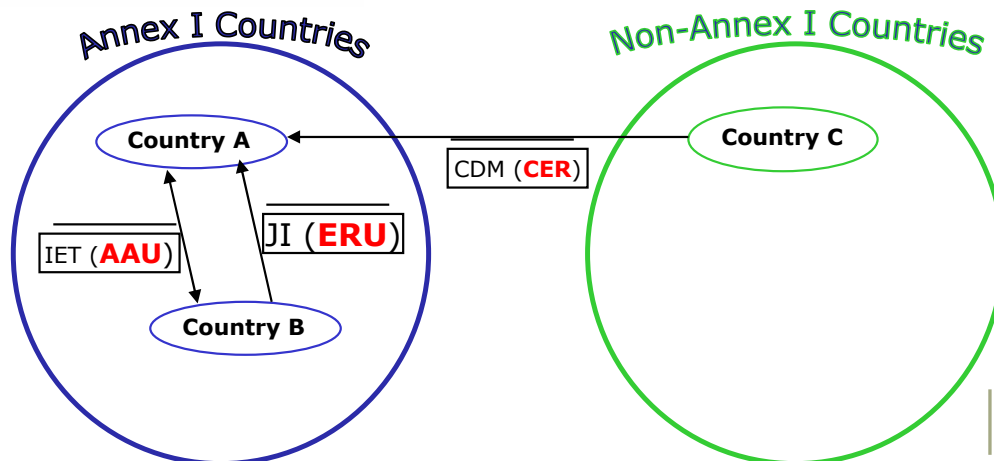 Annex I Countries
Non-Annex I Countries
Country A
Country C
CDM (CER)
JI (ERU)
IET (AAU)
Country B